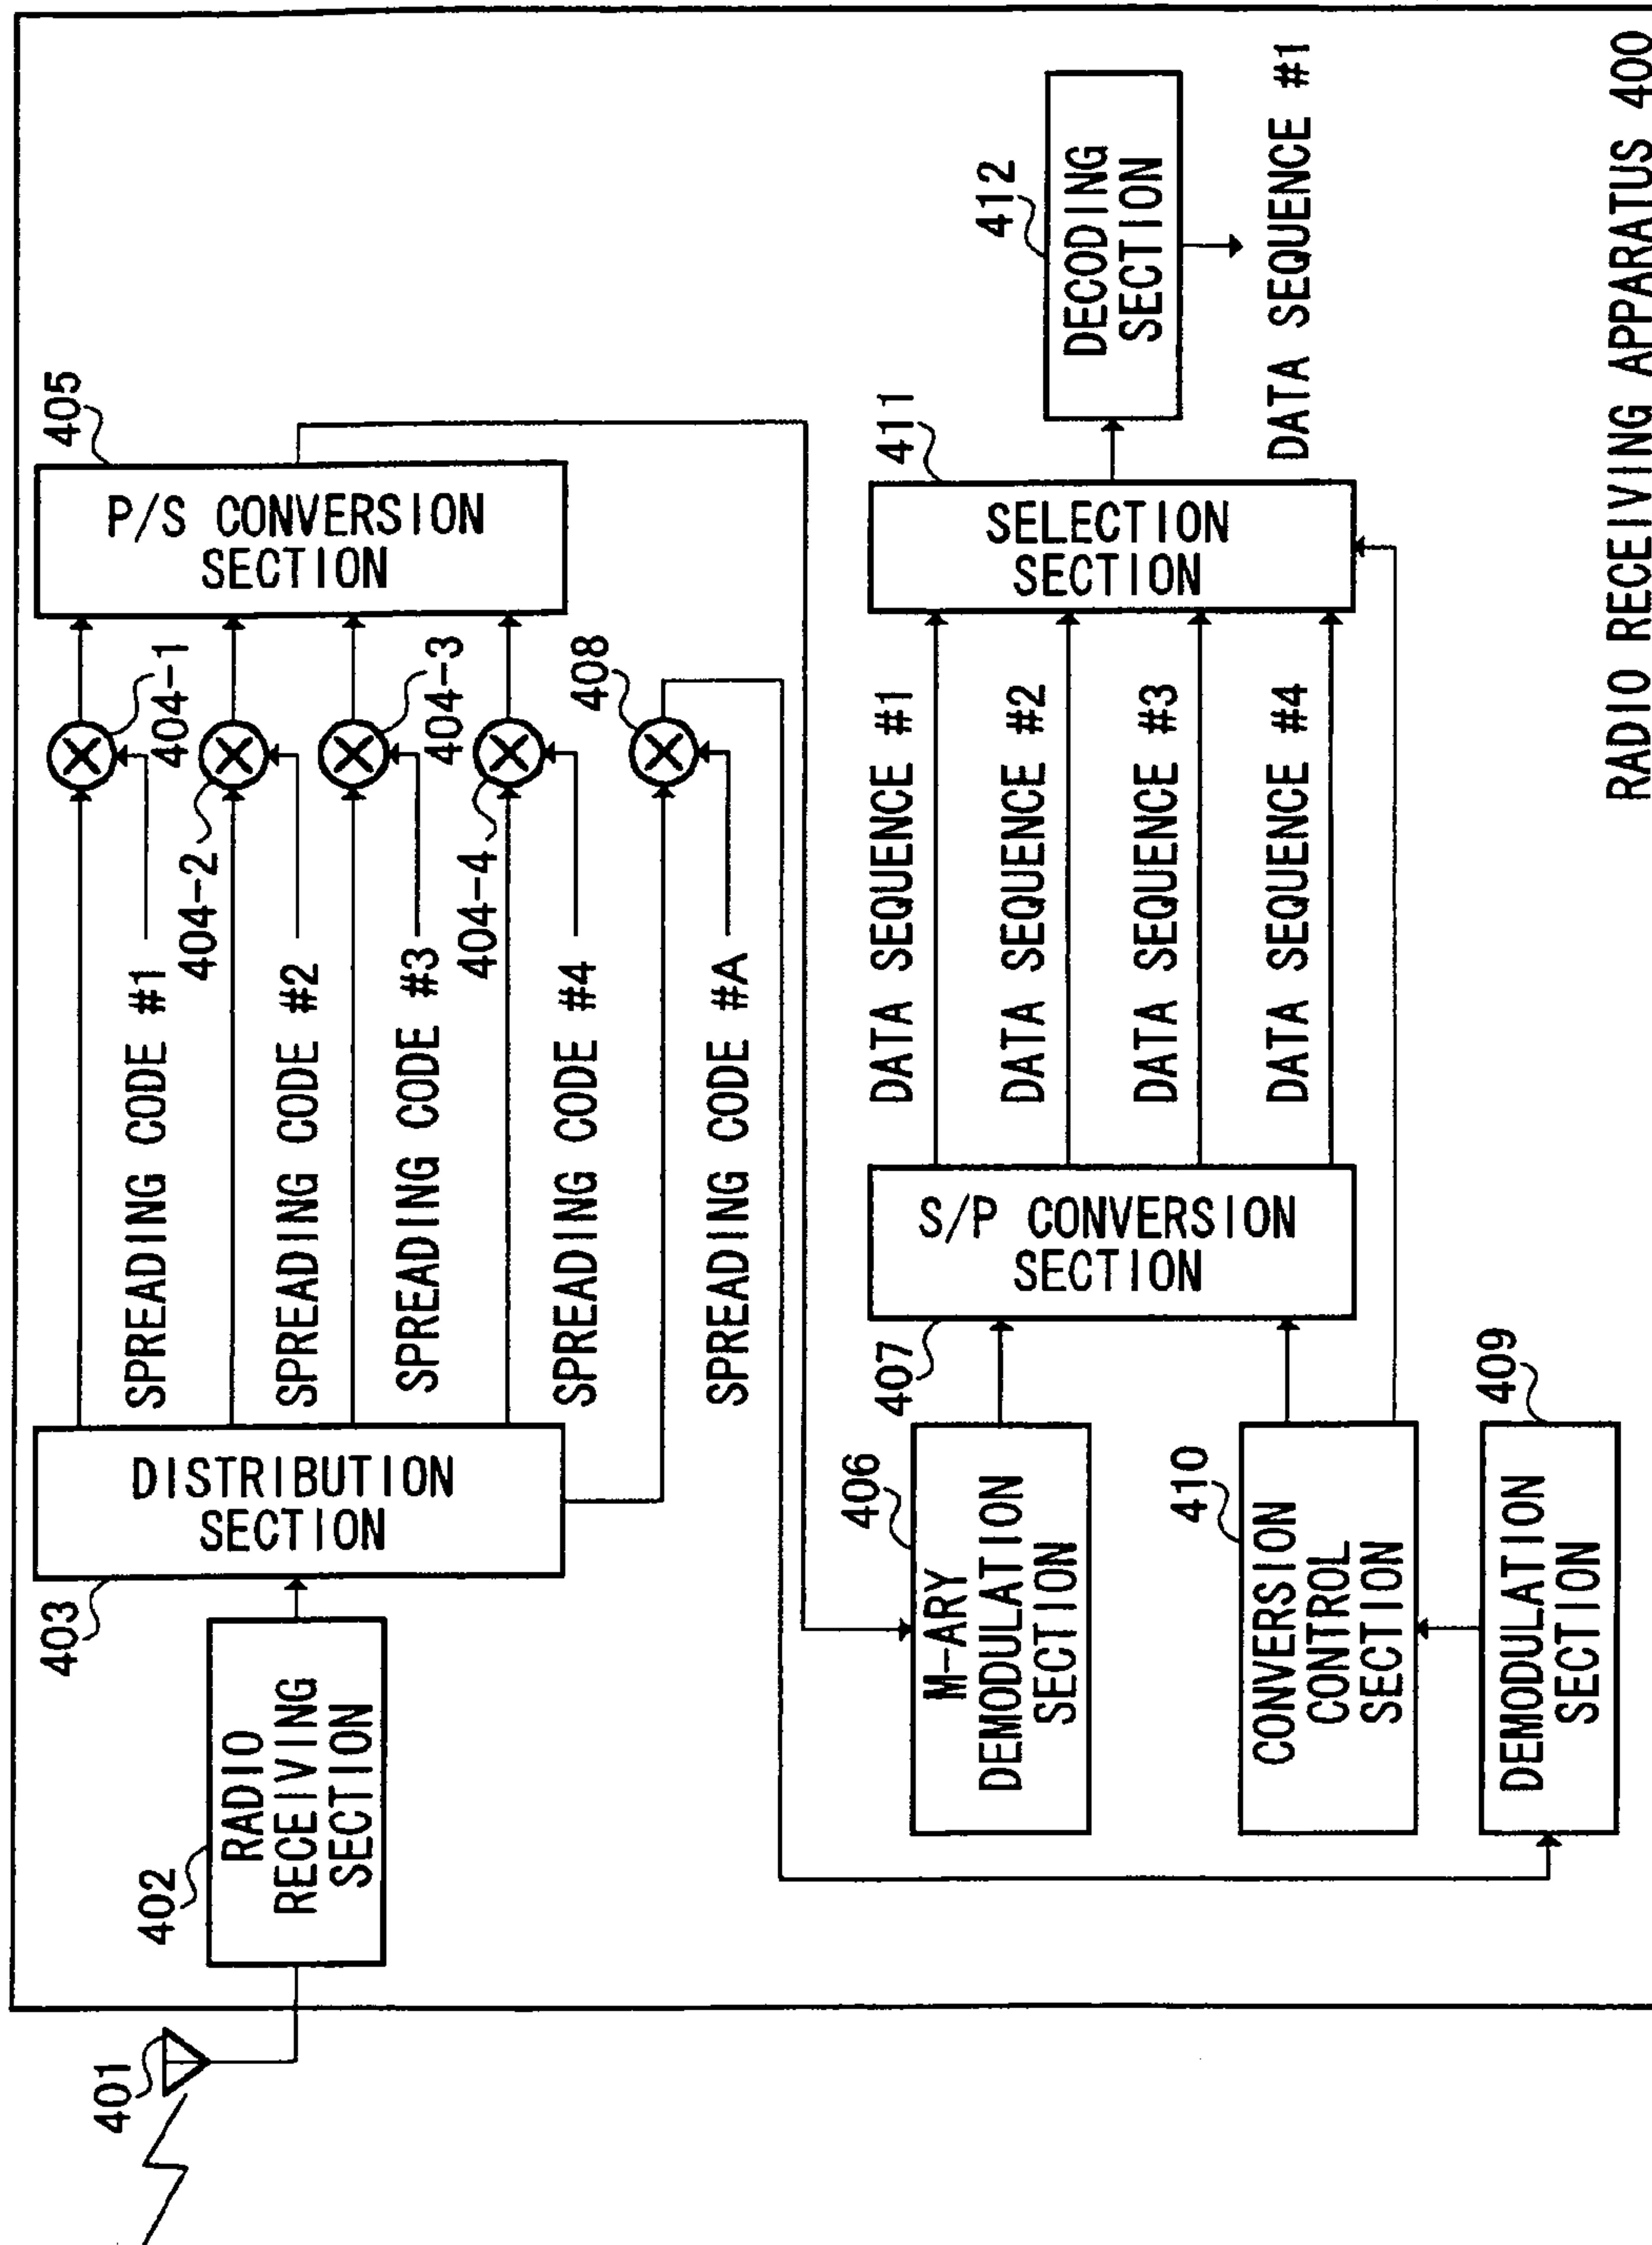 401
402
RADIO
RECEIVING
SECTION
403
DISTRIBUTION
SECTION
SPREADING CODE #1
404-1
404-2
SPREADING CODE #2
SPREADING CODE #3
404-3
404-4
SPREADING CODE #4
408
SPREADING CODE #A
405
P/S CONVERSION
SECTION
406
M-ARY
DEMODULATION
SECTION
410
CONVERSION
CONTROL
SECTION
DEMODULATION
SECTION
409
407
S/P CONVERSION
SECTION
DATA SEQUENCE #1
DATA SEQUENCE #2
DATA SEQUENCE #3
DATA SEQUENCE #4
411
SELECTION
SECTION
412
DECODING
SECTION
DATA SEQUENCE #1
RADIO RECEIVING APPARATUS 400